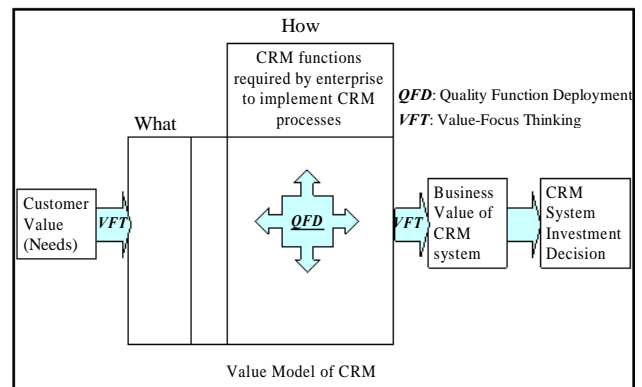 How
CRM functions
required by enterprise
to implement CRM
processes
QFD: Quality Function Deployment
VFT: Value-Focus Thinking
What
Customer
Value
(Needs)
VFT
QFD
VFT
Business
Value of
CRM
system
CRM
System
Investment
Decision
Value Model of CRM